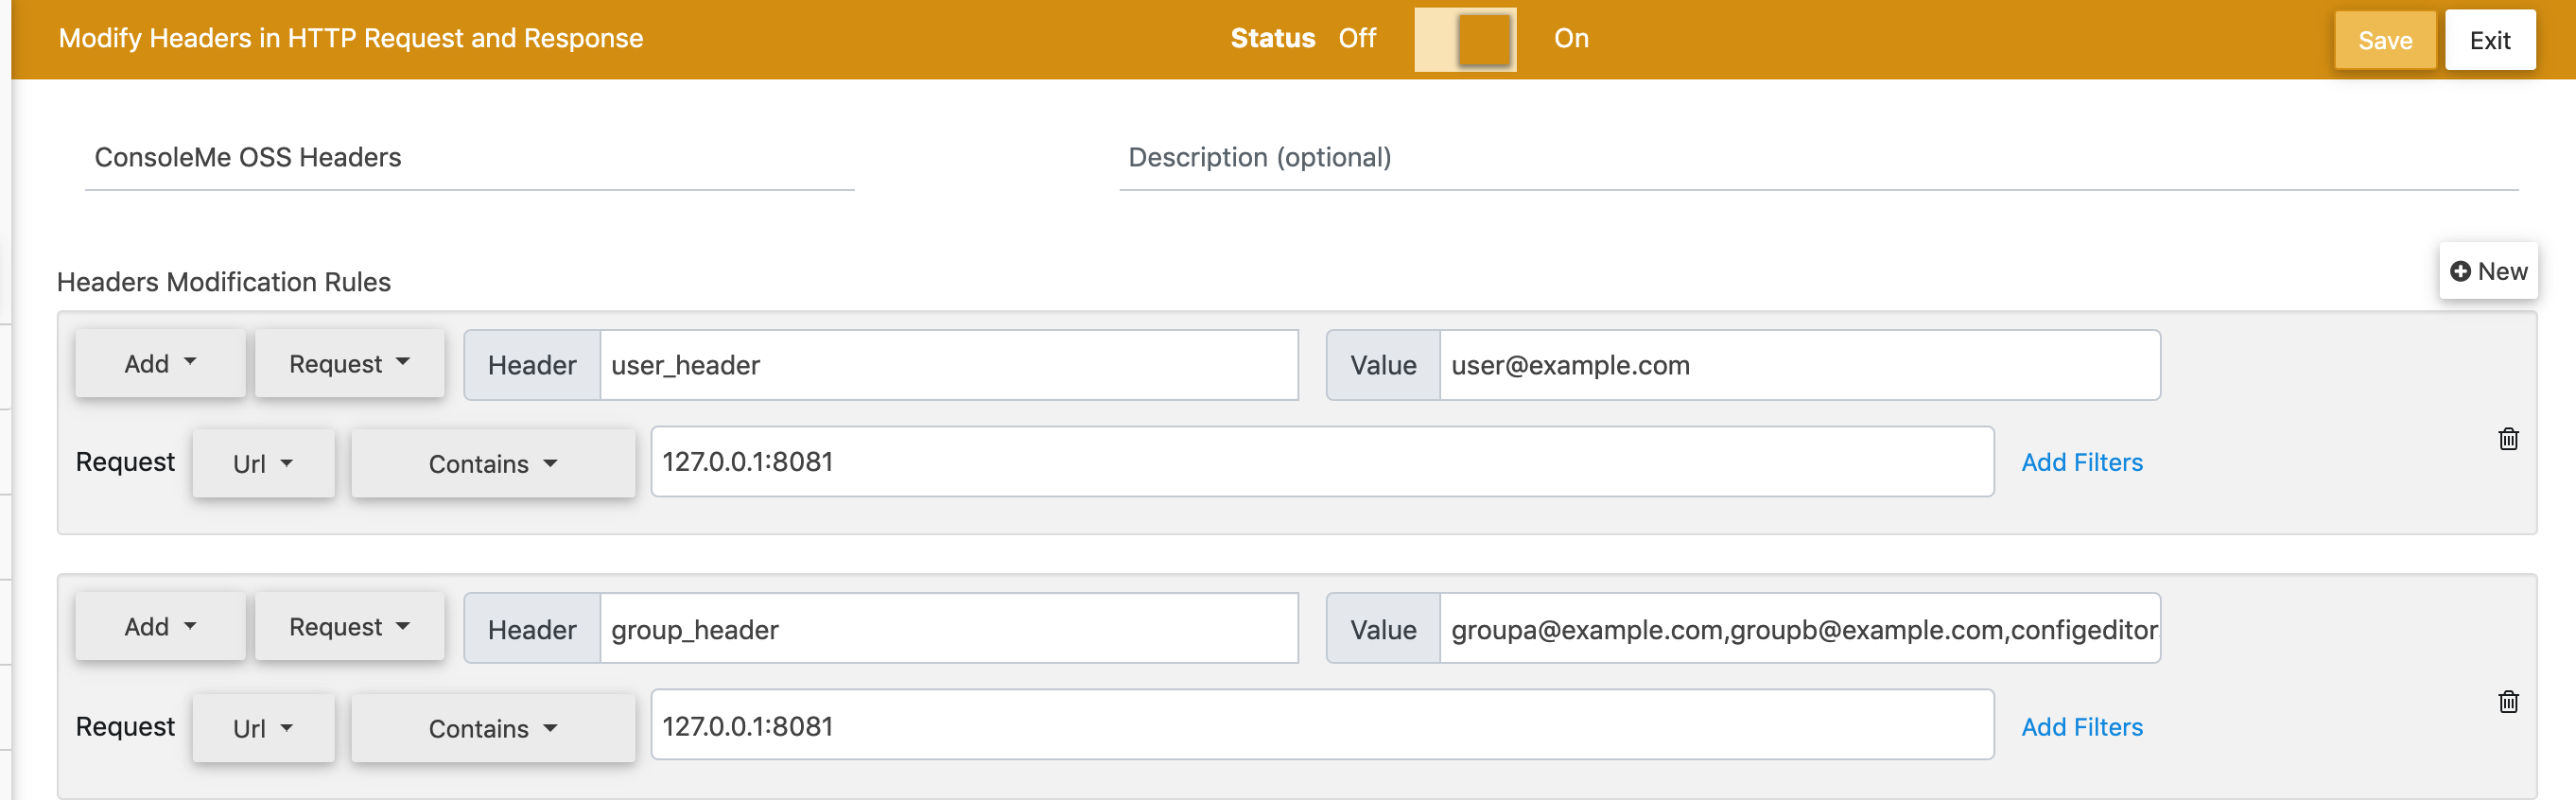 Modify Headers in HTTP Request and Response Status Off On Save Exit
ConsoleMe OSS Headers Description (optional)
Headers Modification Rules New
Add Request Header user_header Value user@example.com
Request Url Contains 127.0.0.1:8081 Add Filters
Add Request Header group_header Value groupa@example.com,groupb@example.com,configeditor
Request Url Contains 127.0.0.1:8081 Add Filters